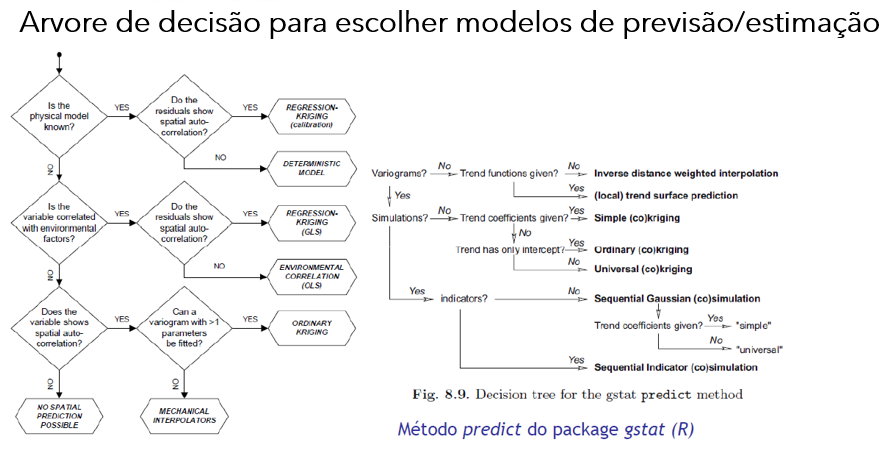 Arvore de decisão para escolher modelos de previsão/estimação
Is the
physical model
known?
YES
Do the
residuals show
spatial auto-
correlation?
YES
REGRESSION-
KRIGING
(calibration)
NO
DETERMINISTIC
MODEL
NO
Is the
variable correlated
with environmental
factors?
YES
Do the
residuals show
spatial auto-
correlation?
YES
REGRESSION-
KRIGING
(GLS)
NO
ENVIRONMENTAL
CORRELATION
(OLS)
NO
Does the
variable shows
spatial auto-
correlation?
YES
Can a
variogram with >1
parameters
be fitted?
YES
ORDINARY
KRIGING
NO
NO
NO SPATIAL
PREDICTION
POSSIBLE
MECHANICAL
INTERPOLATORS
Variograms? No Trend functions given? No Inverse distance weighted interpolation
Yes (local) trend surface prediction
Yes
Simulations? No Trend coefficients given? Yes Simple (co)kriging
No
Trend has only intercept? Yes Ordinary (co)kriging
No Universal (co)kriging
Yes indicators? No Sequential Gaussian (co)simulation
Trend coefficients given? Yes "simple"
No "universal"
Yes Sequential Indicator (co)simulation
Fig. 8.9. Decision tree for the gstat predict method
Método predict do package gstat (R)